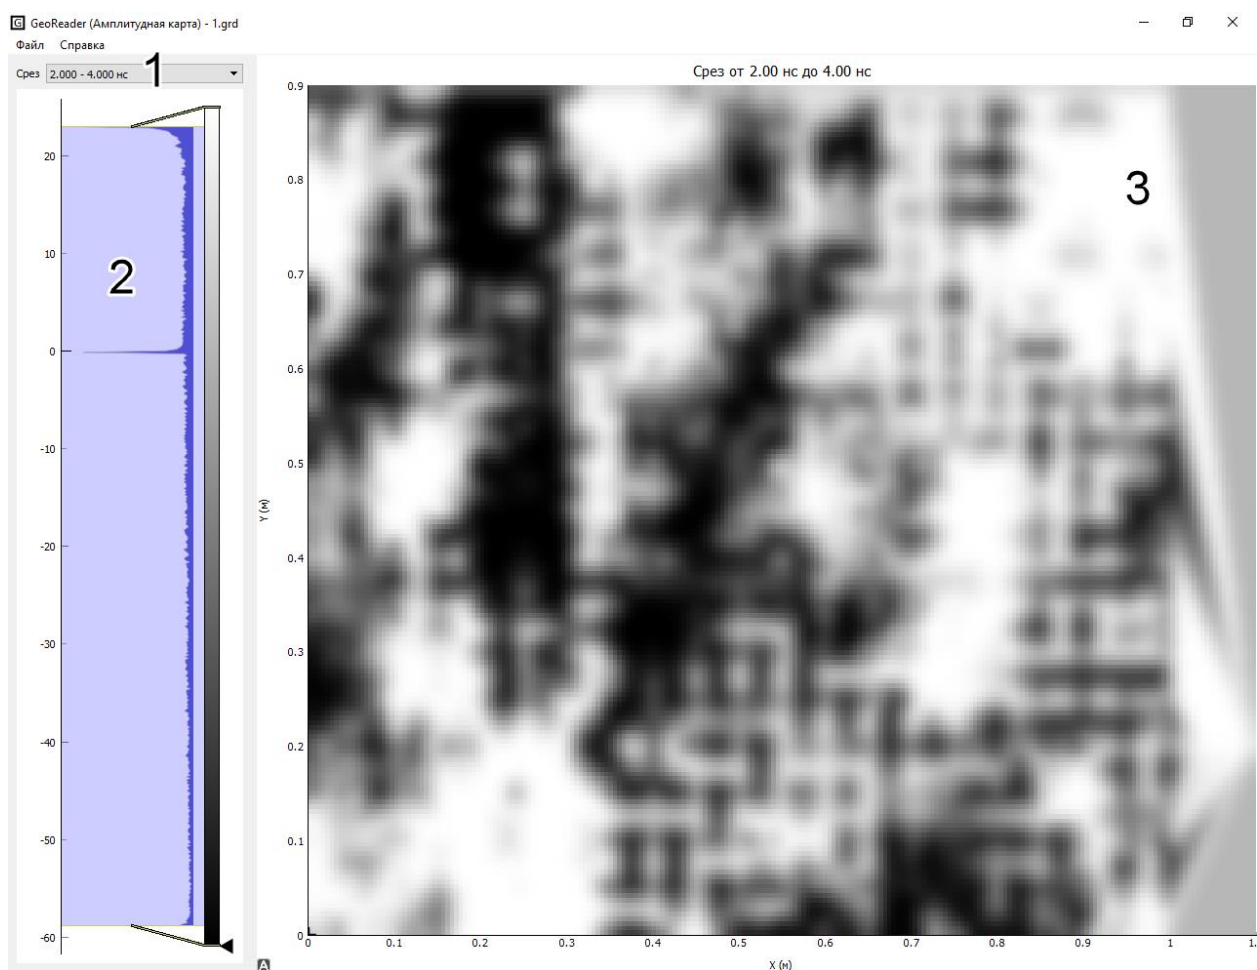 GeoReader (Амплитудная карта) - 1.grd
Файл Справка
Срез 2.000 - 4.000 нс
1
Срез от 2.00 нс до 4.00 нс
20
10
0
-10
-20
-30
-40
-50
-60
2
3
Y (м)
0.9
0.8
0.7
0.6
0.5
0.4
0.3
0.2
0.1
0
0 0.1 0.2 0.3 0.4 0.5 0.6 0.7 0.8 0.9 1 1.
X (м)
A